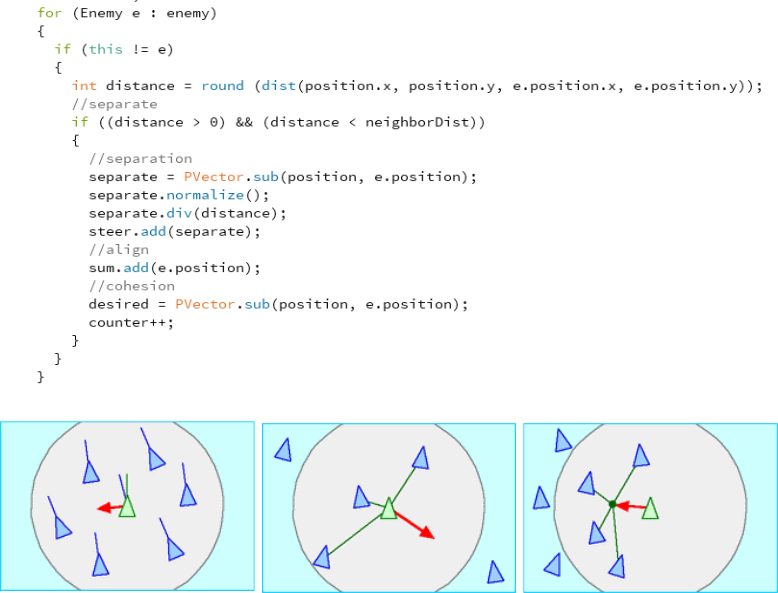 for (Enemy e : enemy)
{
if (this != e)
{
int distance = round (dist(position.x, position.y, e.position.x, e.position.y));
//separate
if ((distance > 0) && (distance < neighborDist))
{
//separation
separate = PVector.sub(position, e.position);
separate.normalize();
separate.div(distance);
steer.add(separate);
//align
sum.add(e.position);
//cohesion
desired = PVector.sub(position, e.position);
counter++;
}
}
}